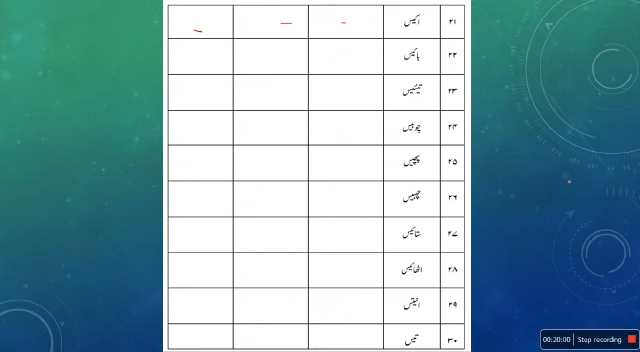 ۲۱ اکیس
۲۲ بائیس
۲۳ تیئیس
۲۴ چوبیس
۲۵ پچیس
۲۶ چھبیس
۲۷ ستائیس
۲۸ اٹھائیس
۲۹ انیتس
۳۰ تیس
00:20:00 Stop recording